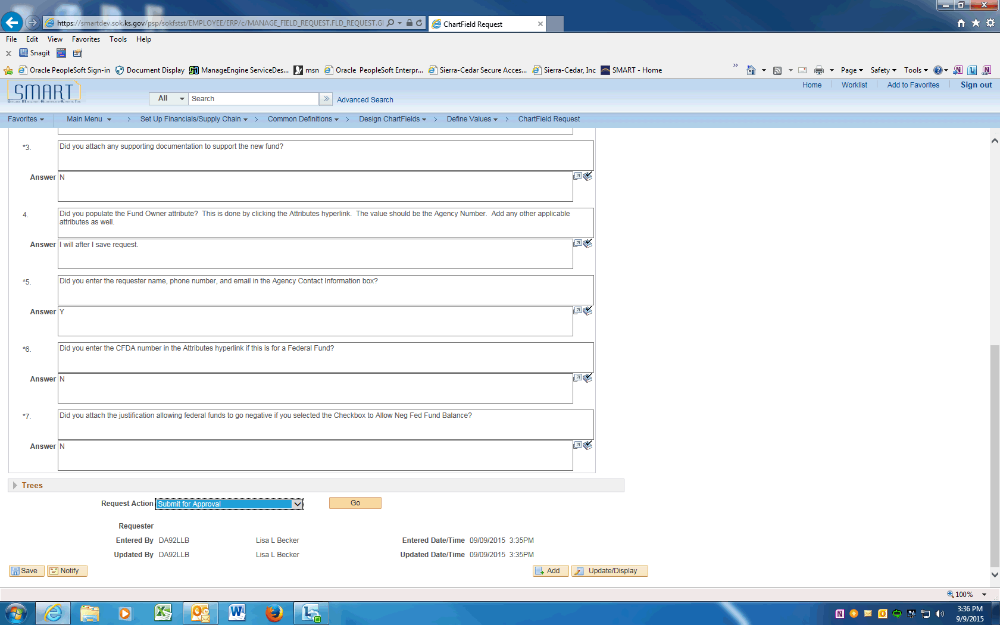 https://smartdev.sok.ks.gov/psp/sokfstst/EMPLOYEE/ERP/c/MANAGE_FIELD_REQUEST.FLD_REQUEST.GI
ChartField Request
File Edit View Favorites Tools Help
x Snagit
Oracle PeopleSoft Sign-in Document Display ManageEngine ServiceDes... msn Oracle PeopleSoft Enterpr... Sierra-Cedar Secure Acces... Sierra-Cedar, Inc SMART - Home
Page Safety Tools
SMART
Home Worklist Add to Favorites Sign out
All Search Advanced Search
Favorites Main Menu > Set Up Financials/Supply Chain > Common Definitions > Design ChartFields > Define Values > ChartField Request
*3. Did you attach any supporting documentation to support the new fund?
Answer N
4. Did you populate the Fund Owner attribute? This is done by clicking the Attributes hyperlink. The value should be the Agency Number. Add any other applicable
attributes as well.
Answer I will after I save request.
*5. Did you enter the requester name, phone number, and email in the Agency Contact Information box?
Answer Y
*6. Did you enter the CFDA number in the Attributes hyperlink if this is for a Federal Fund?
Answer N
*7. Did you attach the justification allowing federal funds to go negative if you selected the Checkbox to Allow Neg Fed Fund Balance?
Answer N
Trees
Request Action Submit for Approval Go
Requester
Entered By DA92LLB Lisa L Becker Entered Date/Time 09/09/2015 3:35PM
Updated By DA92LLB Lisa L Becker Updated Date/Time 09/09/2015 3:35PM
Save Notify Add Update/Display
100%
3:36 PM
9/9/2015